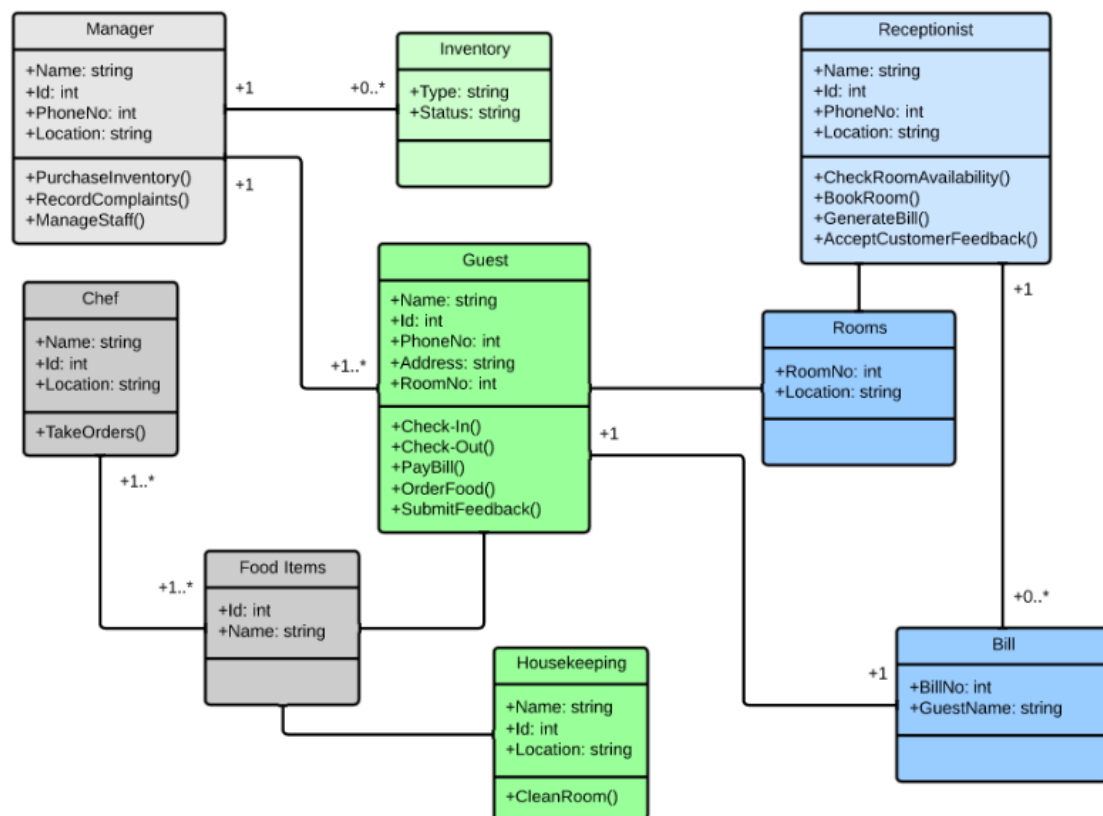 Manager
+Name: string
+Id: int
+PhoneNo: int
+Location: string
+PurchaseInventory()
+RecordComplaints()
+ManageStaff()
+1
+0..*
+1
Inventory
+Type: string
+Status: string
Receptionist
+Name: string
+Id: int
+PhoneNo: int
+Location: string
+CheckRoomAvailability()
+BookRoom()
+GenerateBill()
+AcceptCustomerFeedback()
+1
Chef
+Name: string
+Id: int
+Location: string
+TakeOrders()
+1..*
+1..*
Guest
+Name: string
+Id: int
+PhoneNo: int
+Address: string
+RoomNo: int
+Check-In()
+Check-Out()
+PayBill()
+OrderFood()
+SubmitFeedback()
+1
Rooms
+RoomNo: int
+Location: string
+1..*
Food Items
+Id: int
+Name: string
Housekeeping
+Name: string
+Id: int
+Location: string
+CleanRoom()
+0..*
+1
Bill
+BillNo: int
+GuestName: string